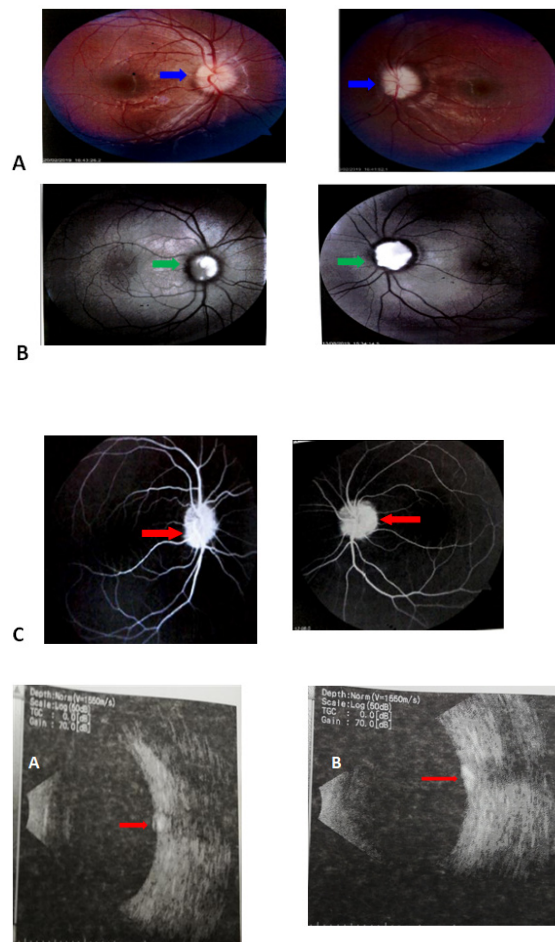 A
B
C
Depth:Norm(V=1550m/s)
Scale:Log(50dB)
TGC : 0.0[dB]
Gain : 70.0[dB]
A
Depth:Norm(V=1550m/s)
Scale:Log(50dB)
TGC : 0.0[dB]
Gain : 70.0[dB]
B